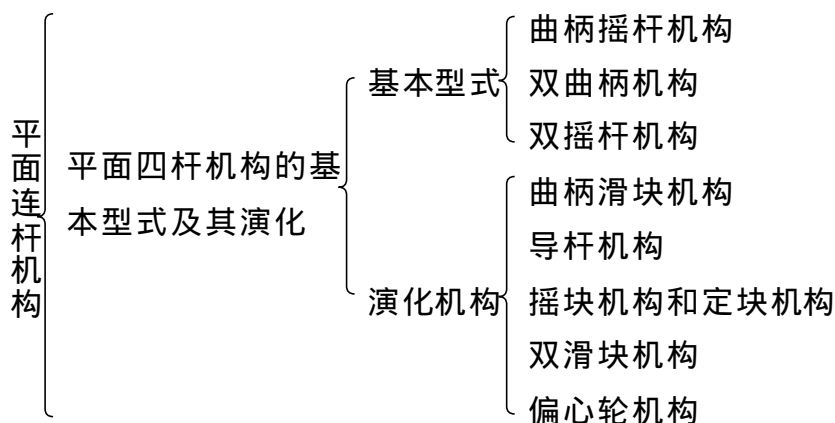 平面连杆机构
平面四杆机构的基
本型式及其演化
基本型式
曲柄摇杆机构
双曲柄机构
双摇杆机构
演化机构
曲柄滑块机构
导杆机构
摇块机构和定块机构
双滑块机构
偏心轮机构